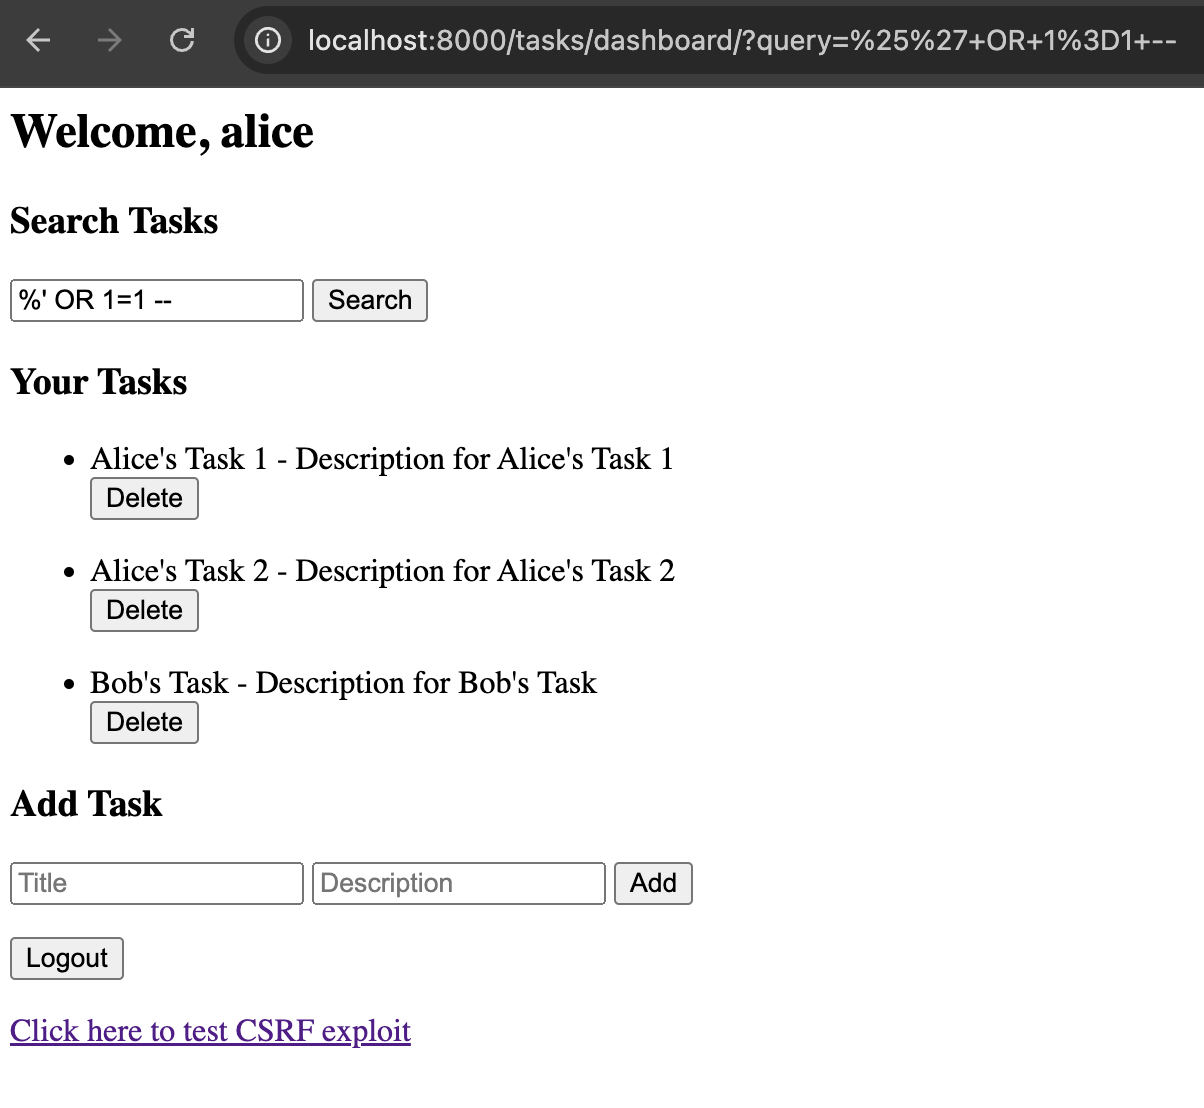 localhost:8000/tasks/dashboard/?query=%25%27+OR+1%3D1+--
Welcome, alice
Search Tasks
%' OR 1=1 -- Search
Your Tasks
Alice's Task 1 - Description for Alice's Task 1
Delete
Alice's Task 2 - Description for Alice's Task 2
Delete
Bob's Task - Description for Bob's Task
Delete
Add Task
Title Description Add
Logout
Click here to test CSRF exploit